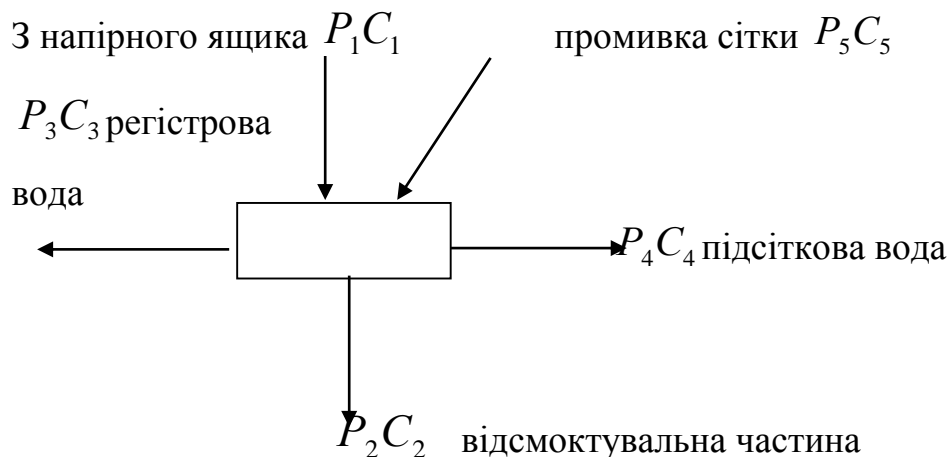 З напірного ящика P₁C₁ промивка сітки P₅C₅
P₃C₃ регістрова
вода
P₄C₄ підсіткова вода
P₂C₂ відсмоктувальна частина